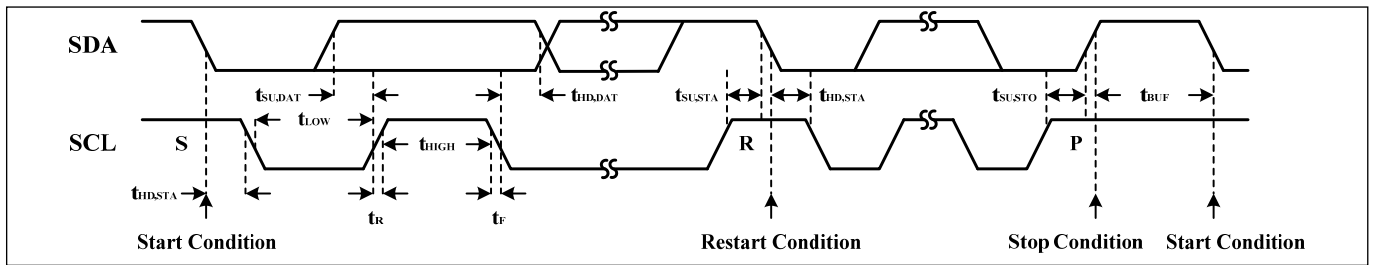 SDA
tSU,DAT
tHD,DAT
tSU,STA
tHD,STA
tSU,STO
tBUF
tLOW
SCL
S
tHIGH
R
P
tHD,STA
tR
tF
Start Condition
Restart Condition
Stop Condition
Start Condition